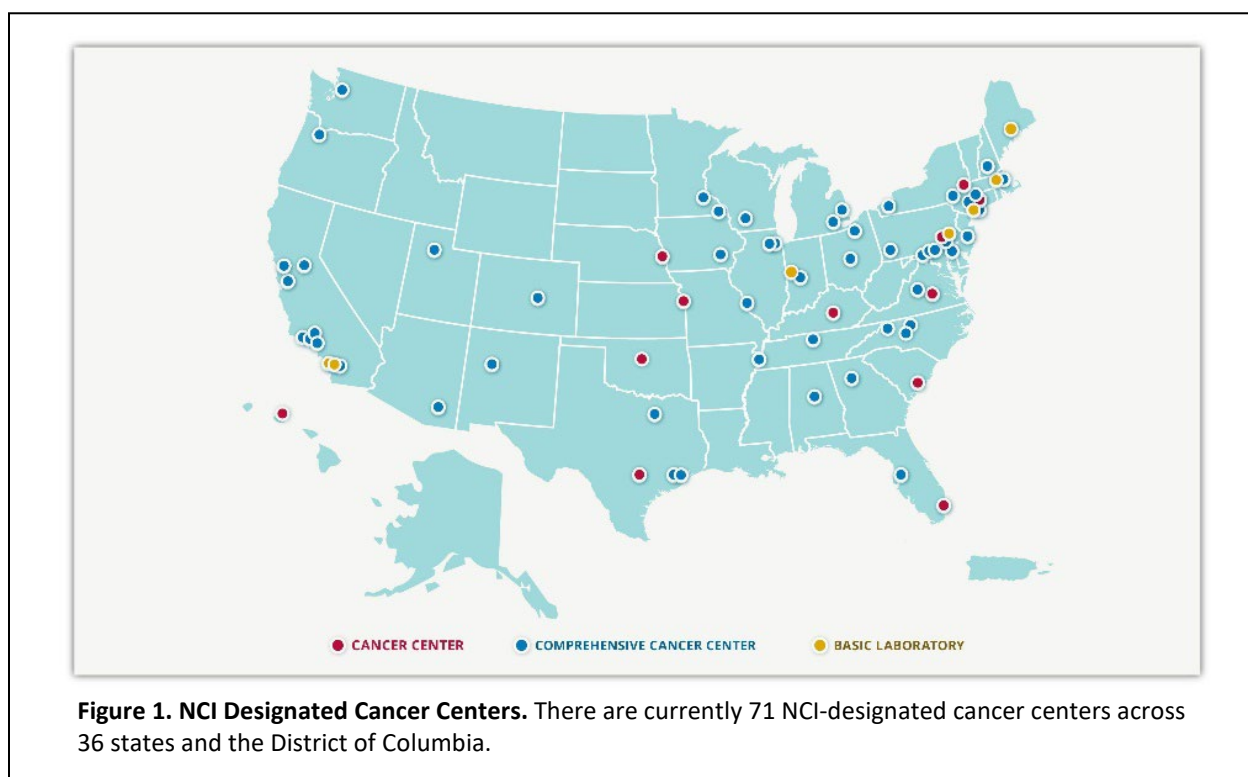 CANCER CENTER
COMPREHENSIVE CANCER CENTER
BASIC LABORATORY
Figure 1. NCI Designated Cancer Centers. There are currently 71 NCI-designated cancer centers across
36 states and the District of Columbia.